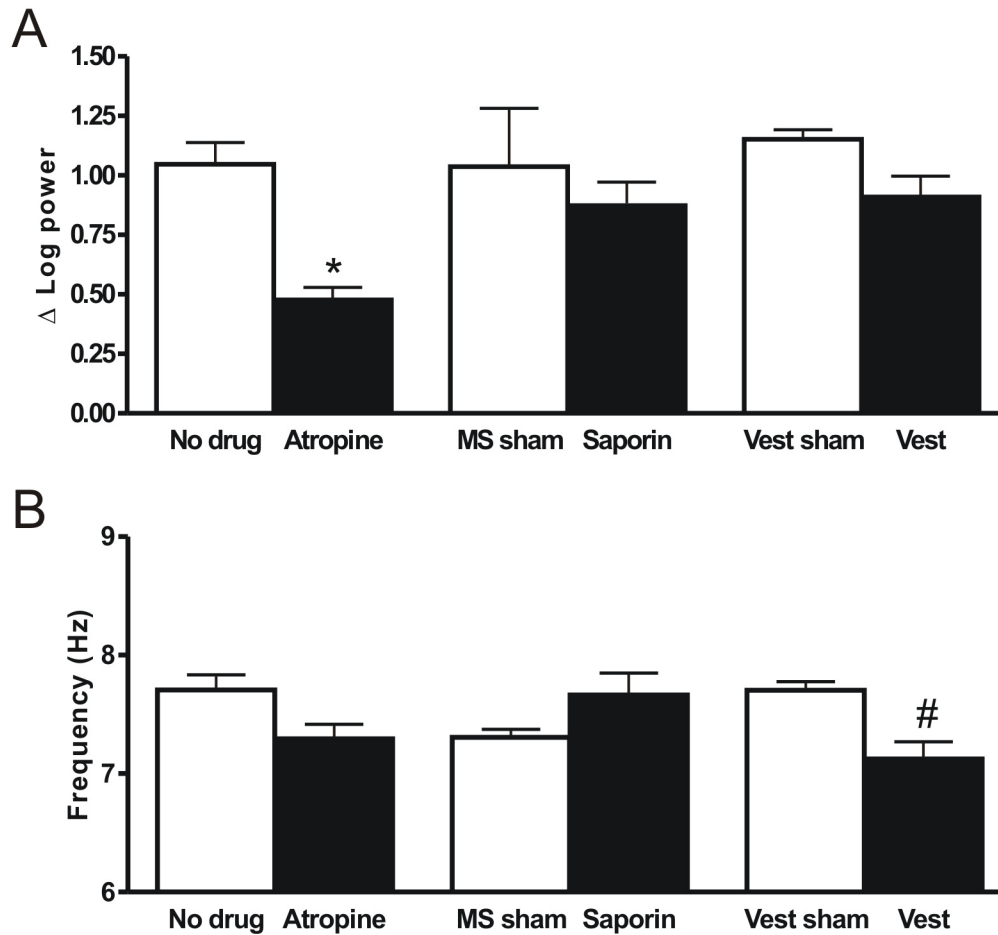 A
1.50
1.25
1.00
0.75
0.50
0.25
0.00
Δ Log power
*
No drug Atropine MS sham Saporin Vest sham Vest
B
9
8
7
6
Frequency (Hz)
#
No drug Atropine MS sham Saporin Vest sham Vest